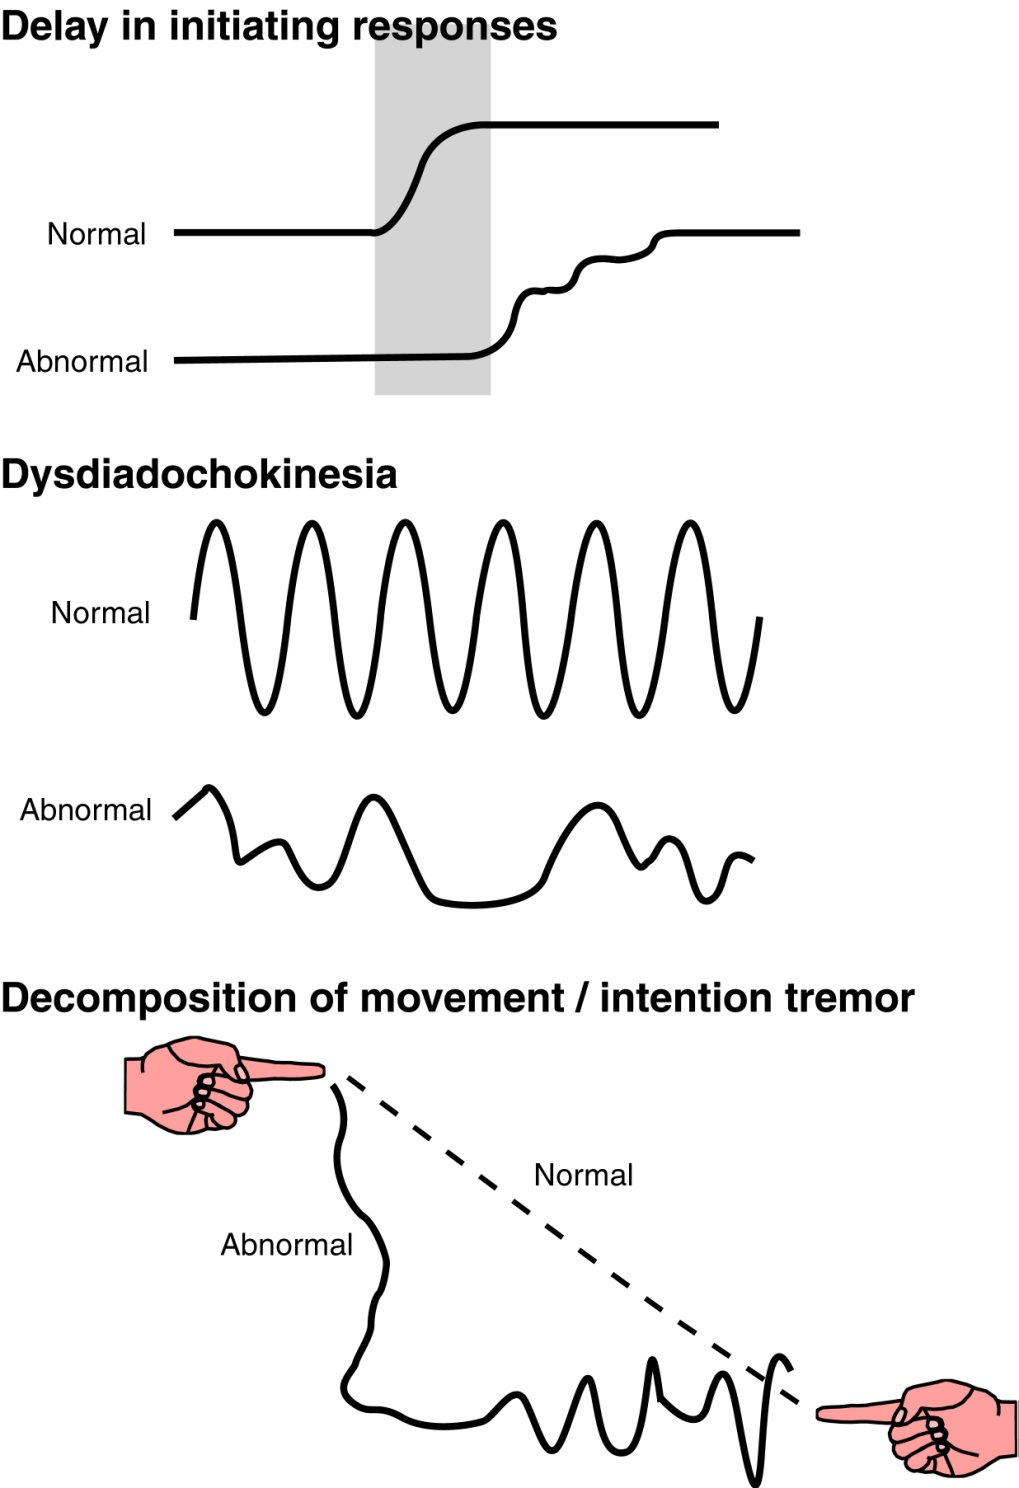 Delay in initiating responses
Normal
Abnormal
Dysdiadochokinesia
Normal
Abnormal
Decomposition of movement / intention tremor
Normal
Abnormal